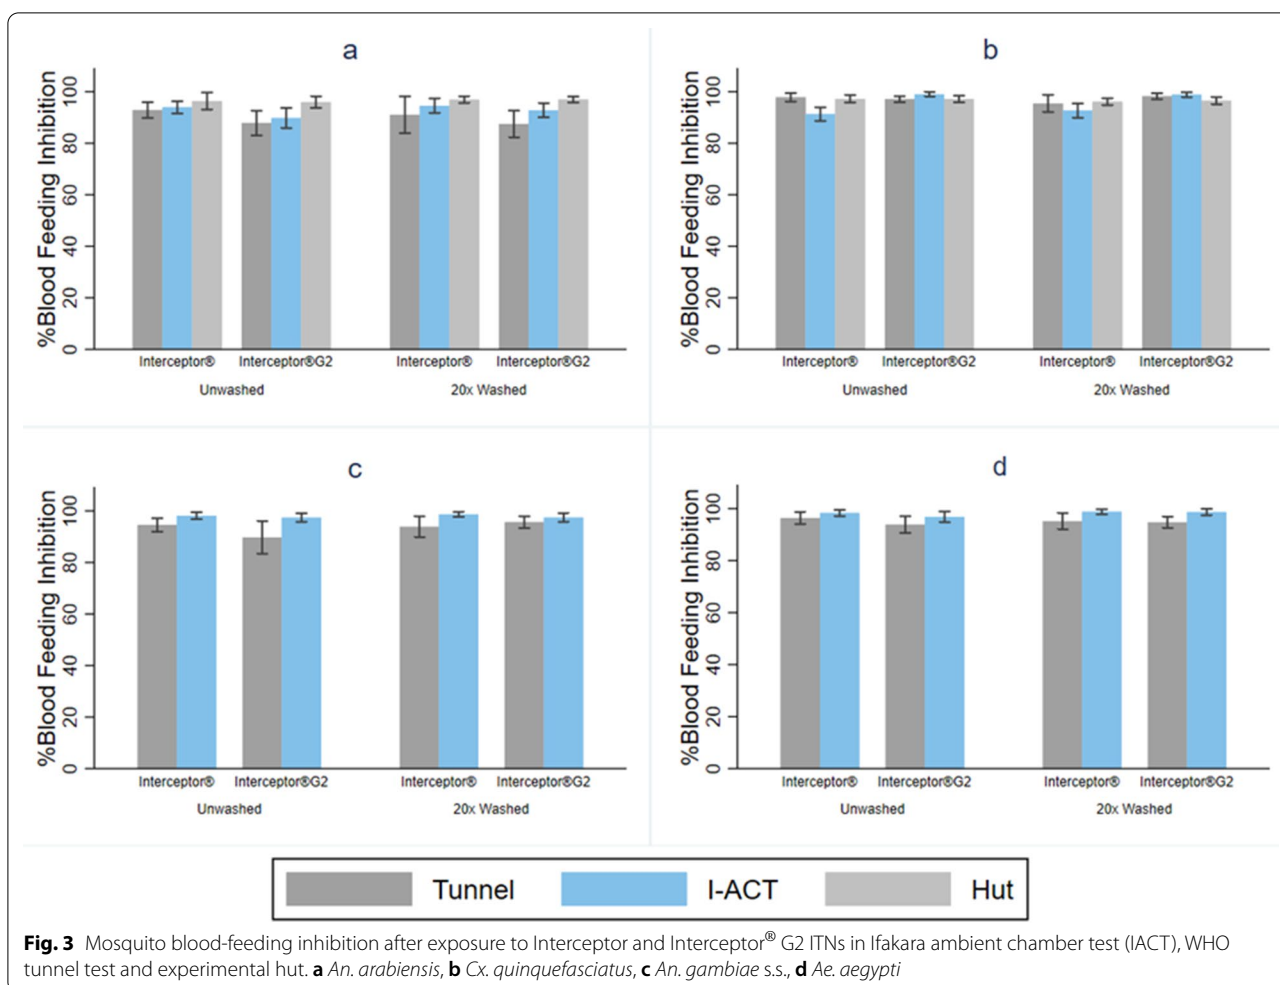 a
%Blood Feeding Inhibition
100
80
60
40
20
0
Interceptor® Interceptor®G2 Interceptor® Interceptor®G2
Unwashed 20x Washed
b
%Blood Feeding Inhibition
100
80
60
40
20
0
Interceptor® Interceptor®G2 Interceptor® Interceptor®G2
Unwashed 20x Washed
c
%Blood Feeding Inhibition
100
80
60
40
20
0
Interceptor® Interceptor®G2 Interceptor® Interceptor®G2
Unwashed 20x Washed
d
%Blood Feeding Inhibition
100
80
60
40
20
0
Interceptor® Interceptor®G2 Interceptor® Interceptor®G2
Unwashed 20x Washed
Tunnel I-ACT Hut
Fig. 3 Mosquito blood-feeding inhibition after exposure to Interceptor and Interceptor® G2 ITNs in Ifakara ambient chamber test (IACT), WHO
tunnel test and experimental hut. a An. arabiensis, b Cx. quinquefasciatus, c An. gambiae s.s., d Ae. aegypti